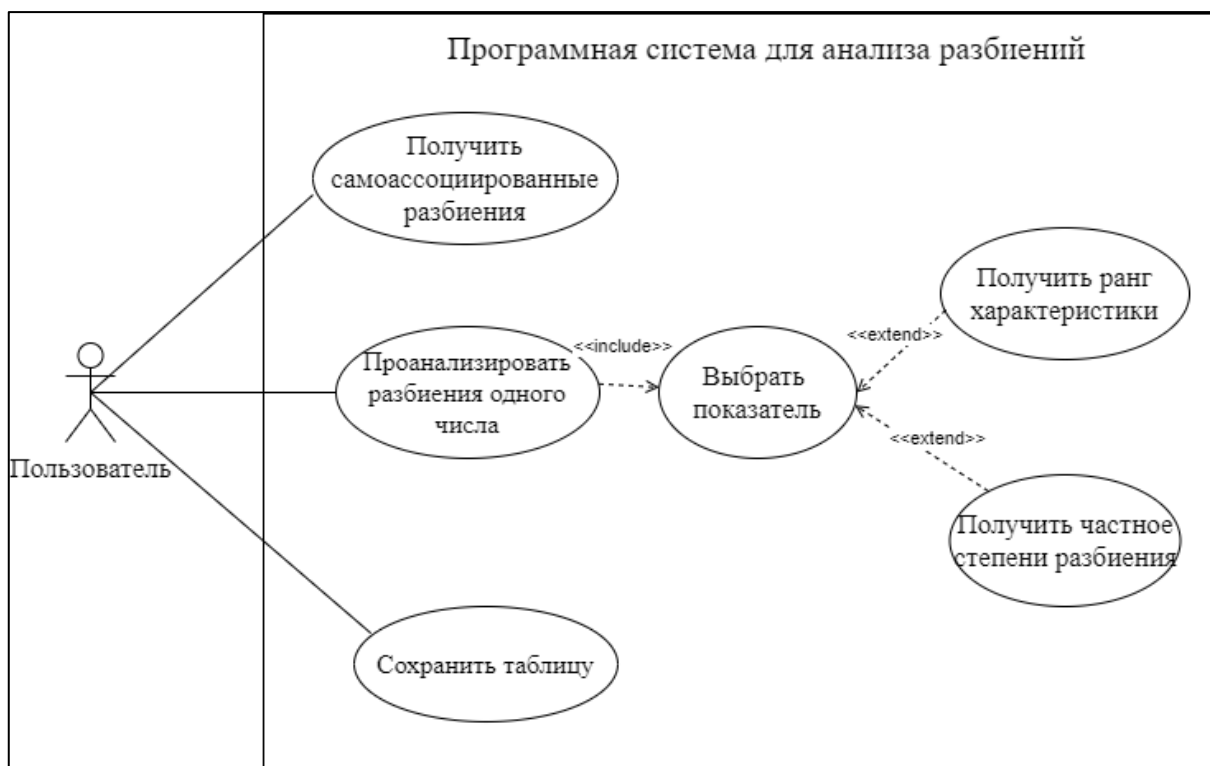 Программная система для анализа разбиений
Получить
самоассоциированные
разбиения
Получить ранг
характеристики
<<extend>>
<<include>>
Проанализировать
разбиения одного
числа
Выбрать
показатель
<<extend>>
Пользователь
Получить частное
степени разбиения
Сохранить таблицу